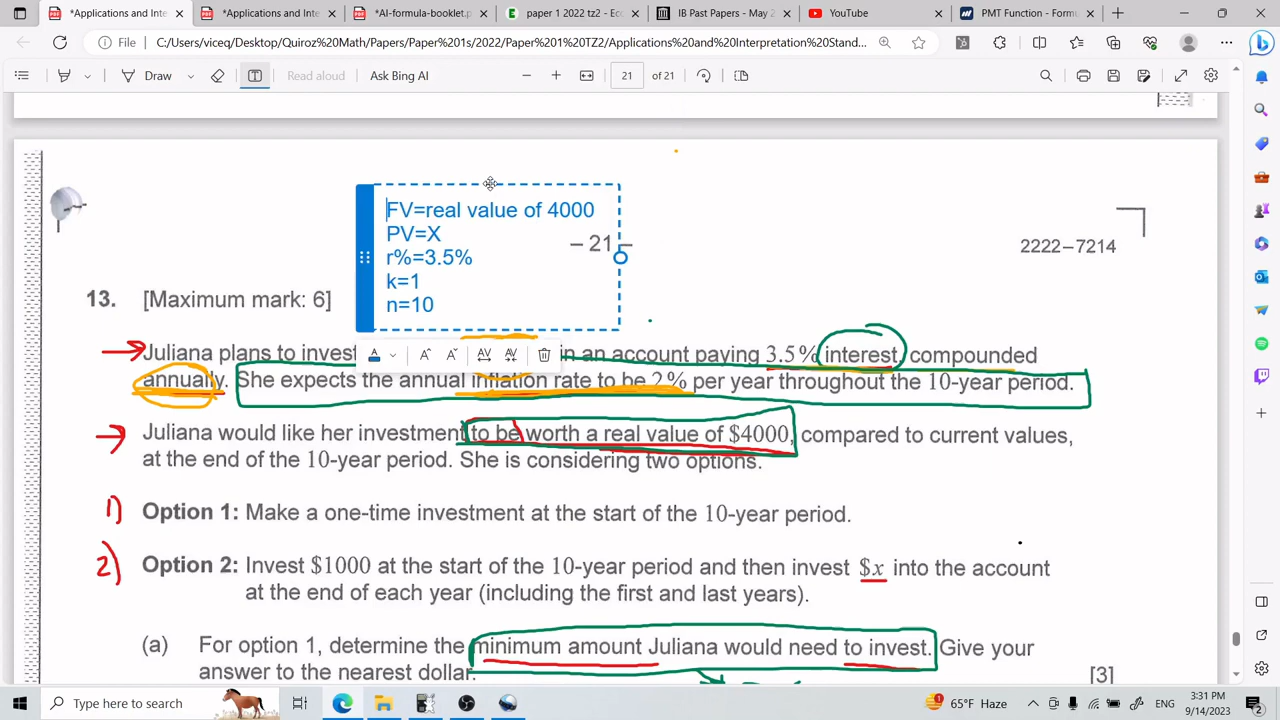 *Applications and Inter
*Applications and Inter
*AI-formula-booklet.p
paper 1 2022 tz2 - Eco
IB Past Papers - May 2
YouTube
PMT Function - Formu
File
C:/Users/viceq/Desktop/Quiroz%20Math/Papers/Paper%201s/2022/Paper%201%20TZ2/Applications%20and%20Interpretation%20Stand...
Draw
Read aloud
Ask Bing AI
21
of 21
FV=real value of 4000
PV=X
r%=3.5%
k=1
n=10
– 21 –
2222–7214
13. [Maximum mark: 6]
Juliana plans to invest in an account paying 3.5% interest, compounded
annually. She expects the annual inflation rate to be 2% per year throughout the 10-year period.
Juliana would like her investment to be worth a real value of $4000, compared to current values,
at the end of the 10-year period. She is considering two options.
1) Option 1: Make a one-time investment at the start of the 10-year period.
2) Option 2: Invest $1000 at the start of the 10-year period and then invest $x into the account
at the end of each year (including the first and last years).
(a) For option 1, determine the minimum amount Juliana would need to invest. Give your
answer to the nearest dollar.
[3]
Type here to search
65°F Haze
ENG
3:31 PM
9/14/2023
2